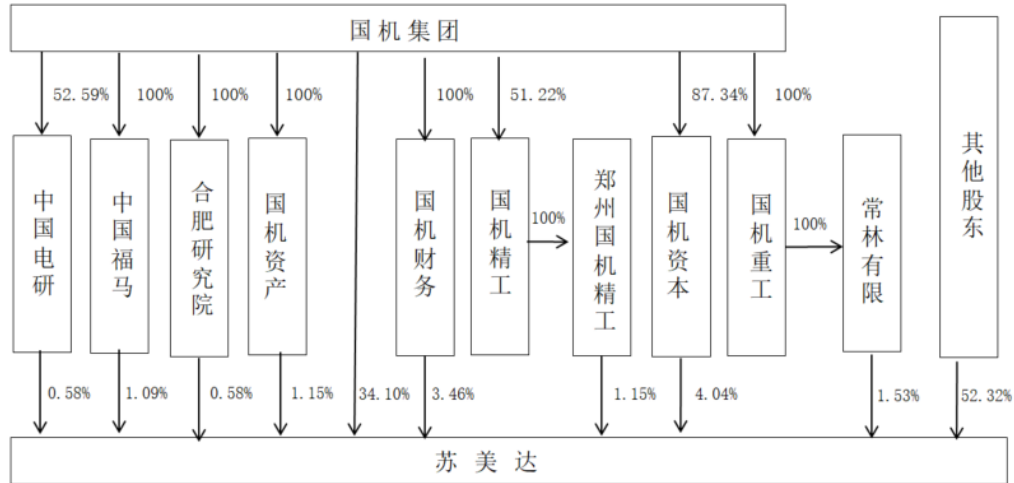 国机集团
52.59%
100%
100%
100%
100%
51.22%
87.34%
100%
中国电研
中国福马
合肥研究院
国机资产
国机财务
国机精工
100%
郑州国机精工
国机资本
国机重工
100%
常林有限
其他股东
0.58%
1.09%
0.58%
1.15%
34.10%
3.46%
1.15%
4.04%
1.53%
52.32%
苏美达